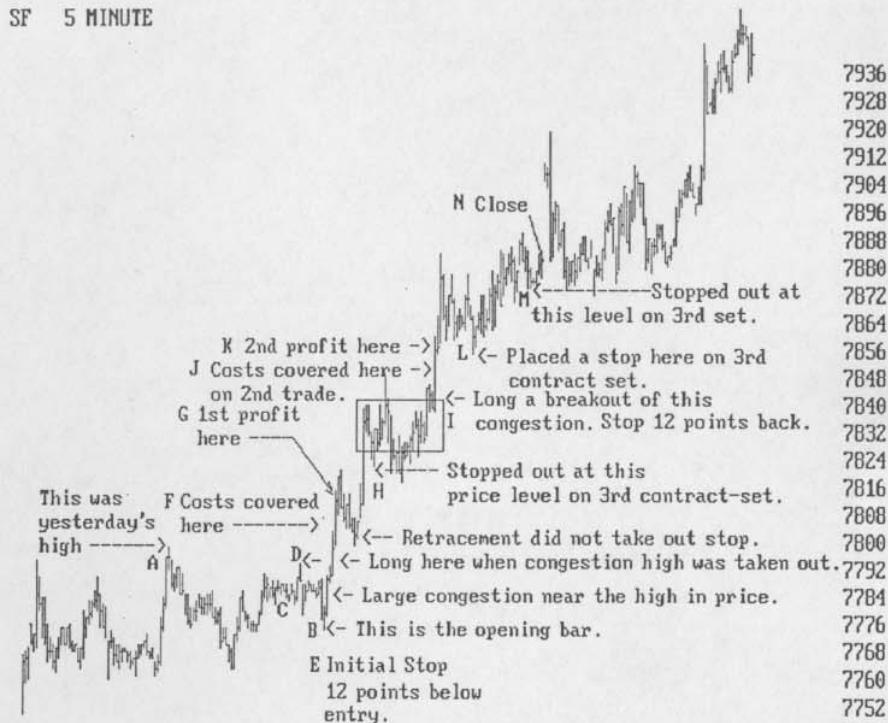 SF 5 MINUTE
7936
7928
7920
7912
7904
N Close
7896
7888
7880
M <- --------Stopped out at
7872
this level on 3rd set.
7864
K 2nd profit here ->
L <- Placed a stop here on 3rd
7856
J Costs covered here ->
contract set.
7848
on 2nd trade.
<- Long a breakout of this
7840
G 1st profit
I congestion. Stop 12 points back.
here -------
7832
<- ------ Stopped out at this
7824
H price level on 3rd contract-set.
7816
This was
yesterday's
high ------->
F Costs covered
here --------->
7808
<-- Retracement did not take out stop.
7800
A
D <-
<- Long here when congestion high was taken out.
7792
C
<- Large congestion near the high in price.
7784
B <- This is the opening bar.
7776
E Initial Stop
7768
12 points below
7760
entry.
7752